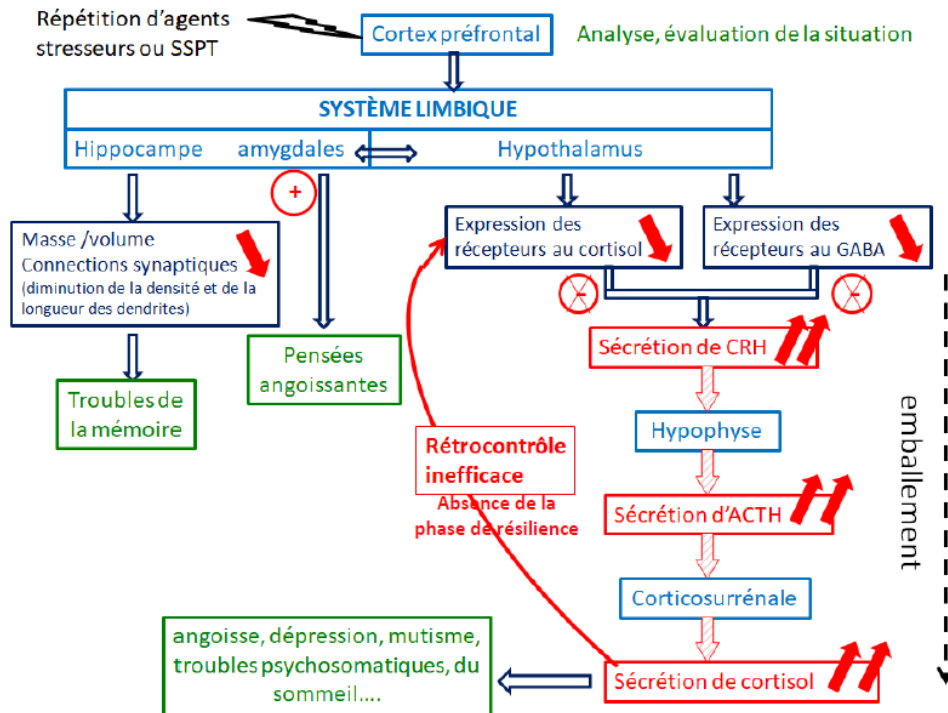 Répétition d'agents
stresseurs ou SSPT
Cortex préfrontal
Analyse, évaluation de la situation
SYSTÈME LIMBIQUE
Hippocampe
amygdales
Hypothalamus
+
Masse /volume
Connections synaptiques
(diminution de la densité et de la
longueur des dendrites)
Expression des
récepteurs au cortisol
Expression des
récepteurs au GABA
-
-
Pensées
angoissantes
Troubles de
la mémoire
Sécrétion de CRH
Hypophyse
Rétrocontrôle
inefficace
Absence de la
phase de résilience
Sécrétion d'ACTH
emballement
Corticosurrénale
angoisse, dépression, mutisme,
troubles psychosomatiques, du
sommeil....
Sécrétion de cortisol